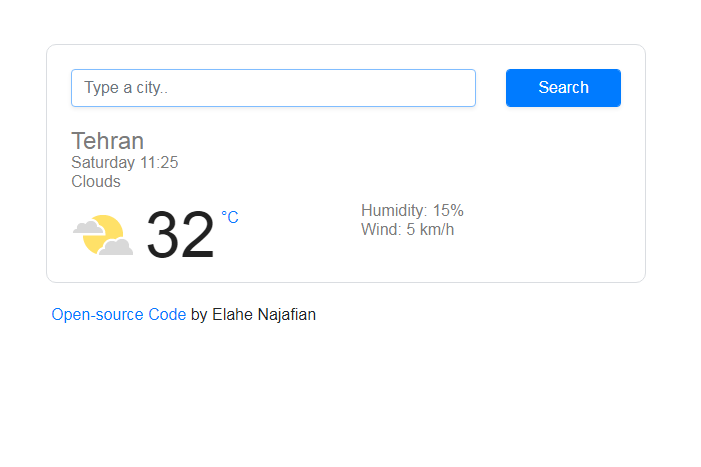 Type a city..
Search
Tehran
Saturday 11:25
Clouds
32 °C
Humidity: 15%
Wind: 5 km/h
Open-source Code by Elahe Najafian